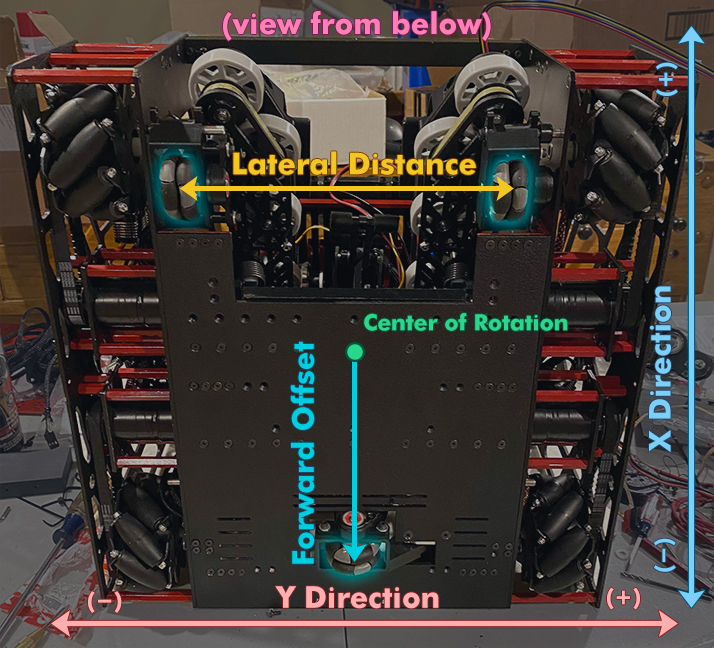 (view from below)
(+)
Lateral Distance
Center of Rotation
X Direction
Forward Offset
(−)
(−)
Y Direction
(+)